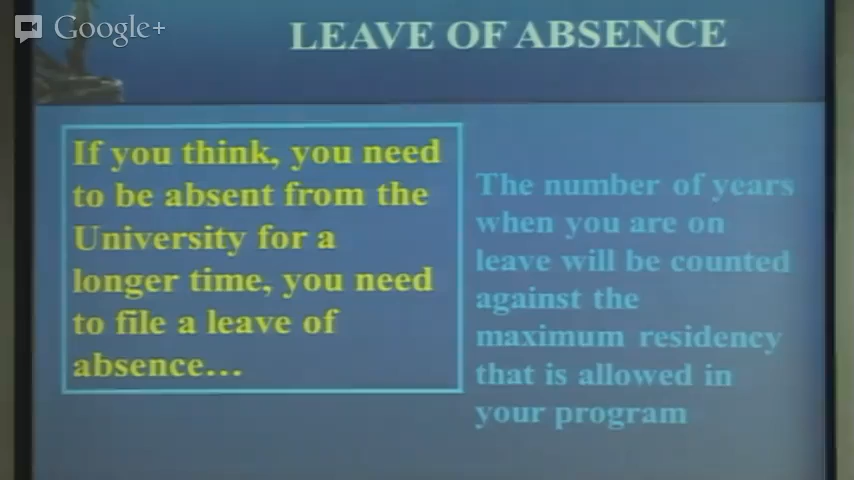 Google+
LEAVE OF ABSENCE
If you think, you need
to be absent from the
University for a
longer time, you need
to file a leave of
absence...
The number of years
when you are on
leave will be counted
against the
maximum residency
that is allowed in
your program